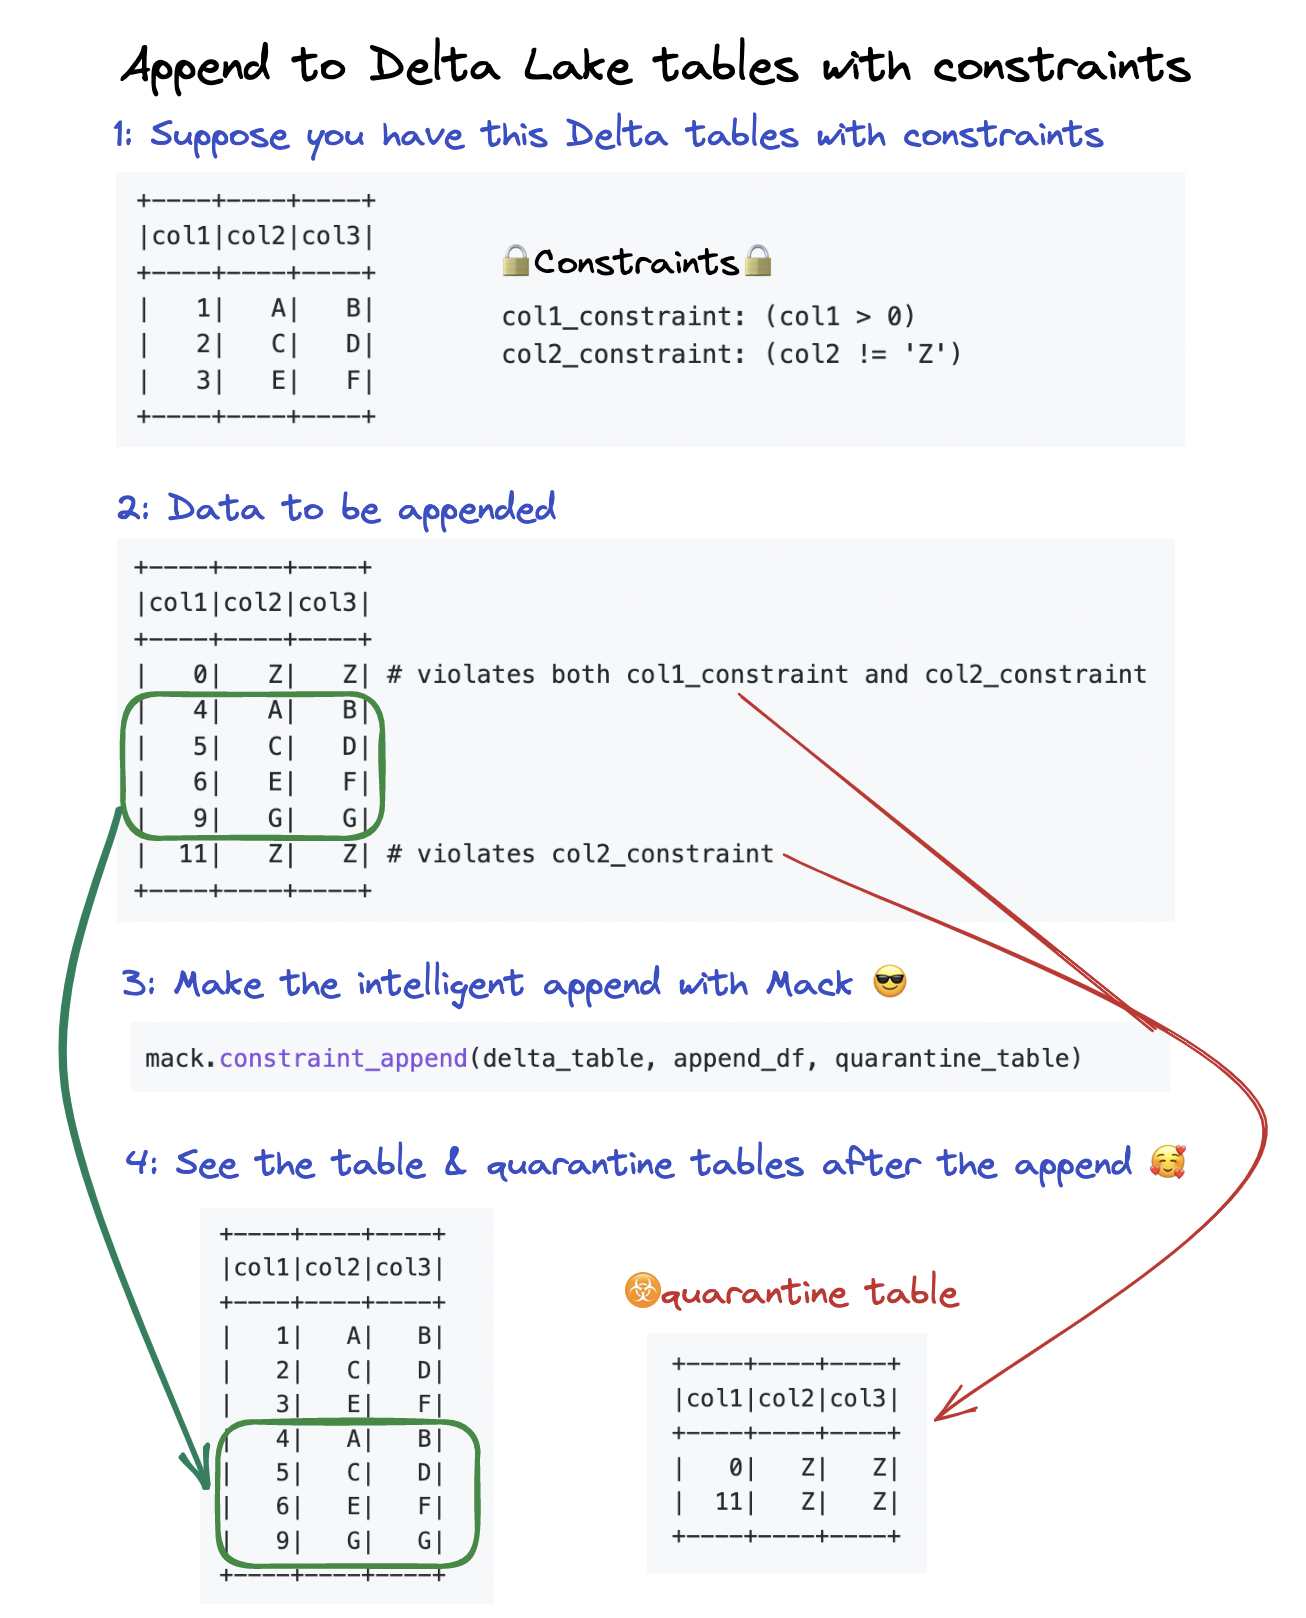 Append to Delta Lake tables with constraints
1: Suppose you have this Delta tables with constraints
+----+----+----+
|col1|col2|col3|
+----+----+----+
|   1|   A|   B|
|   2|   C|   D|
|   3|   E|   F|
+----+----+----+
🔒Constraints🔒
col1_constraint: (col1 > 0)
col2_constraint: (col2 != 'Z')
2: Data to be appended
+----+----+----+
|col1|col2|col3|
+----+----+----+
|   0|   Z|   Z| # violates both col1_constraint and col2_constraint
|   4|   A|   B|
|   5|   C|   D|
|   6|   E|   F|
|   9|   G|   G|
|  11|   Z|   Z| # violates col2_constraint
+----+----+----+
3: Make the intelligent append with Mack 😎
mack.constraint_append(delta_table, append_df, quarantine_table)
4: See the table & quarantine tables after the append 🥰
+----+----+----+
|col1|col2|col3|
+----+----+----+
|   1|   A|   B|
|   2|   C|   D|
|   3|   E|   F|
|   4|   A|   B|
|   5|   C|   D|
|   6|   E|   F|
|   9|   G|   G|
+----+----+----+
☣quarantine table
+----+----+----+
|col1|col2|col3|
+----+----+----+
|   0|   Z|   Z|
|  11|   Z|   Z|
+----+----+----+